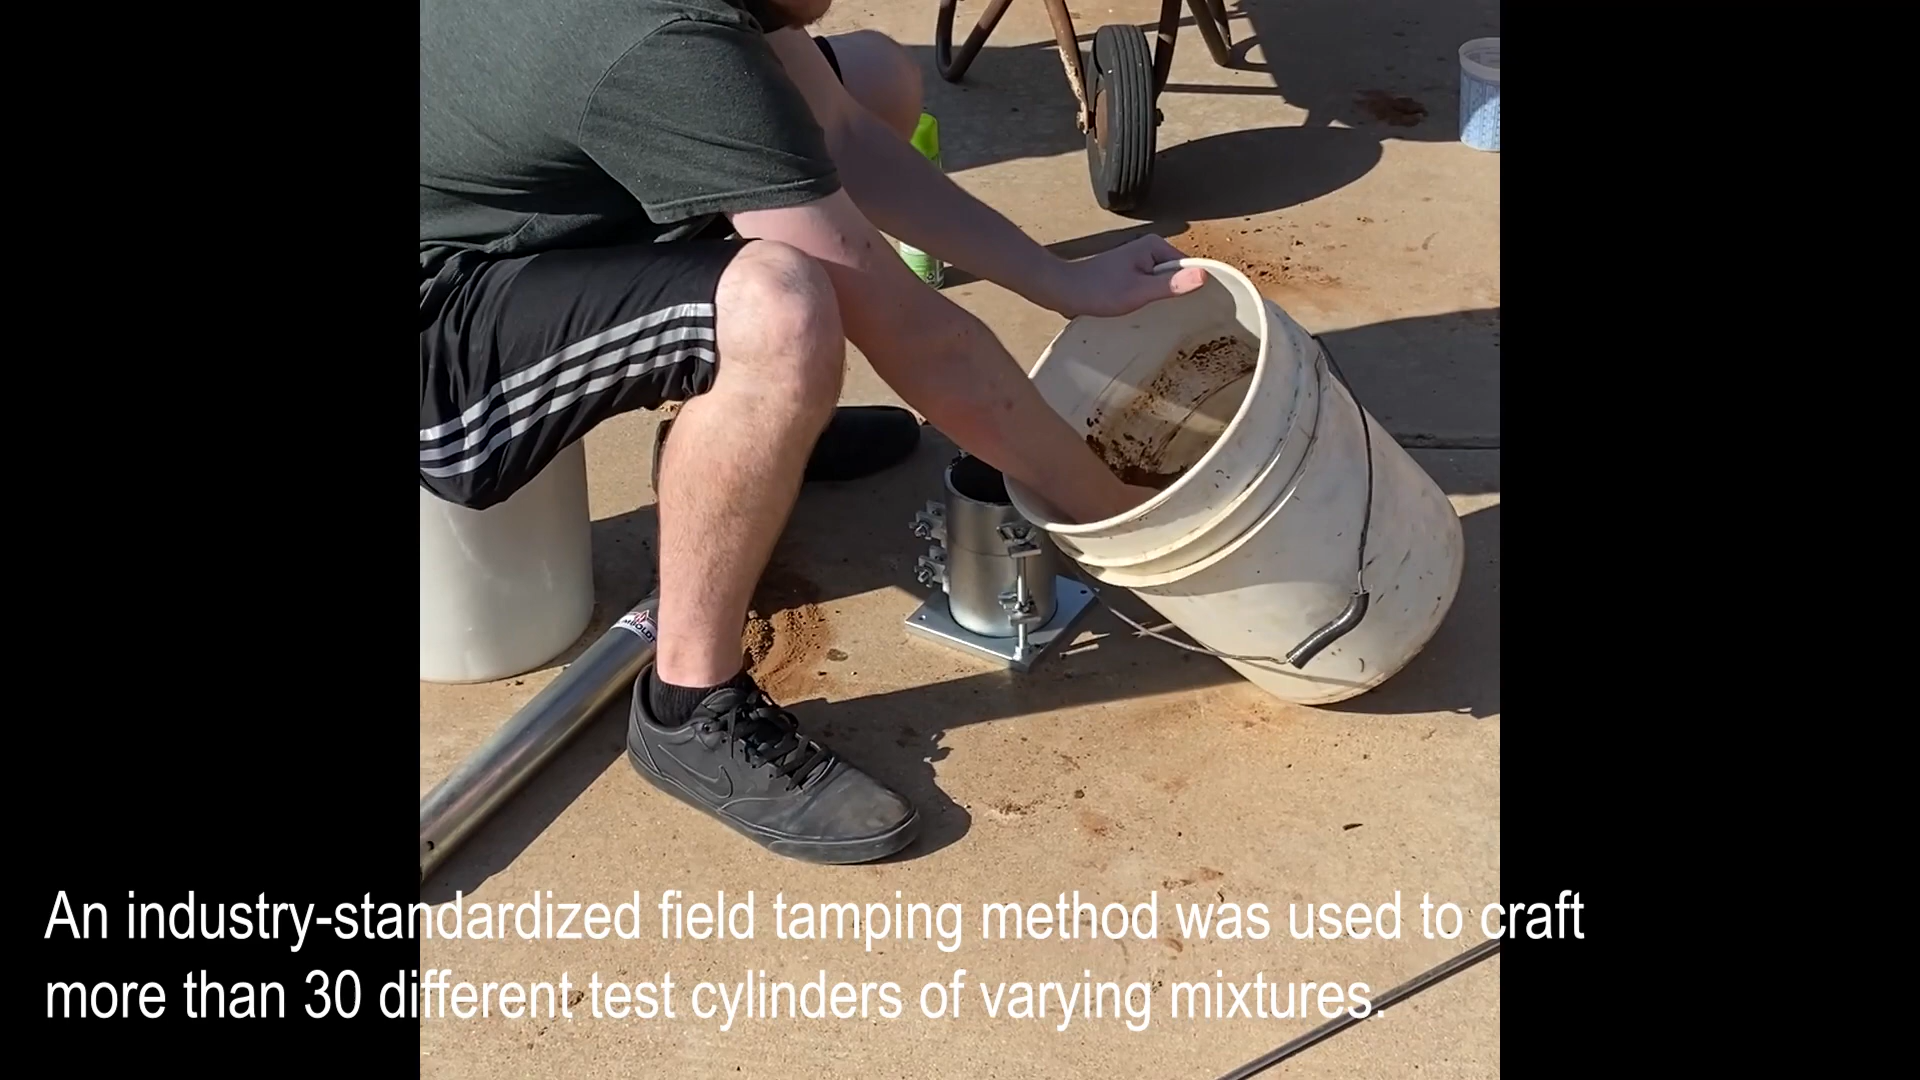 HUMBOLDT
An industry-standardized field tamping method was used to craft
more than 30 different test cylinders of varying mixtures.